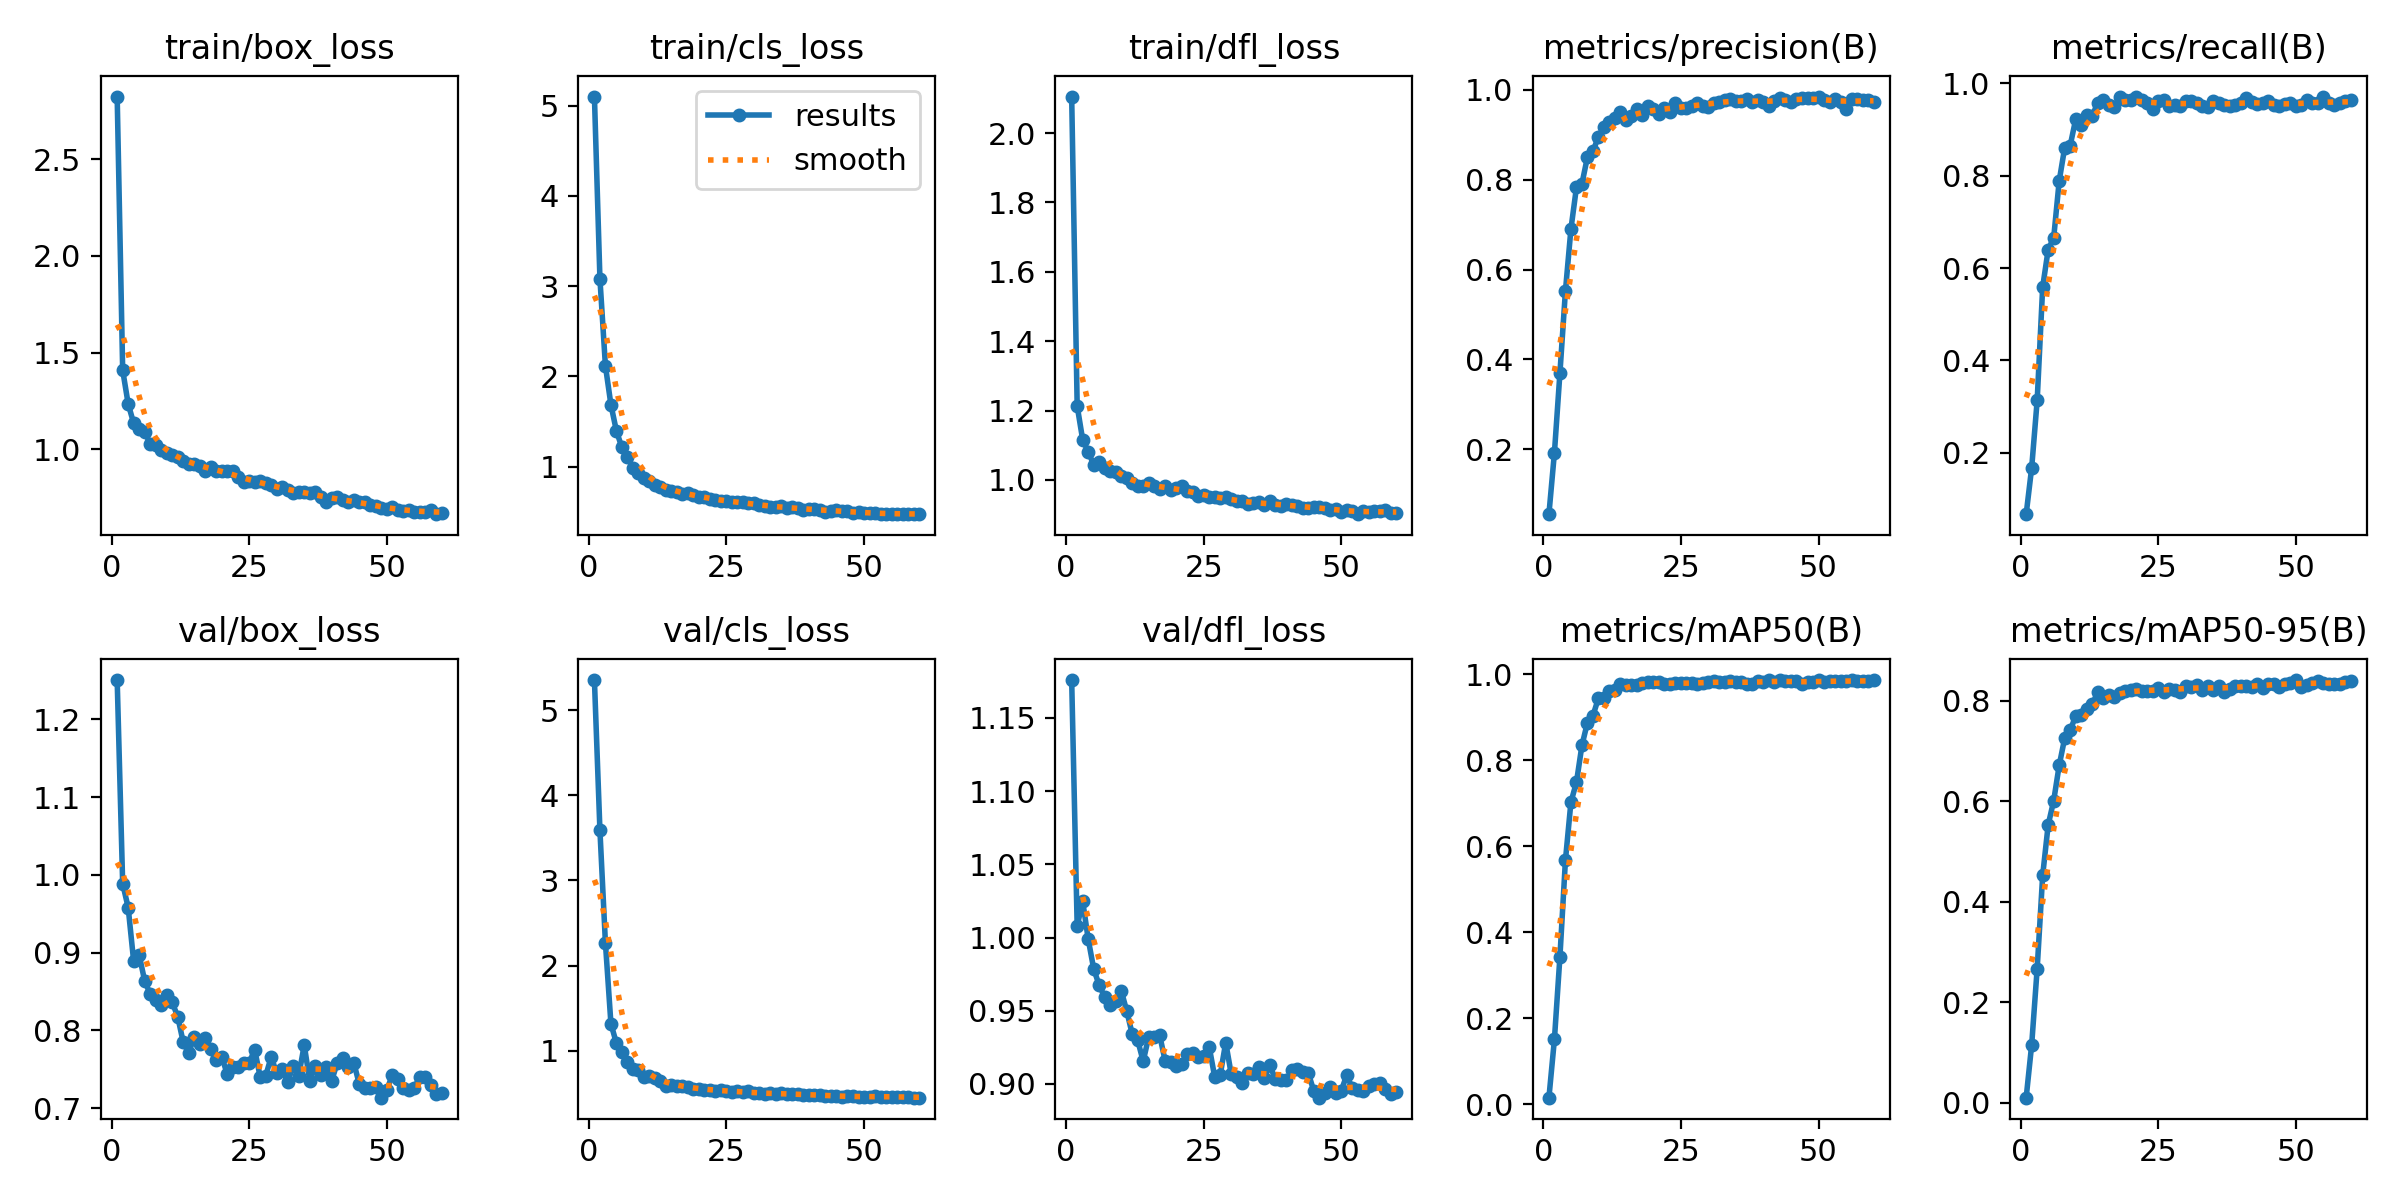 train/box_loss
2.5
2.0
1.5
1.0
0 25 50
train/cls_loss
results
smooth
5
4
3
2
1
0 25 50
train/dfl_loss
2.0
1.8
1.6
1.4
1.2
1.0
0 25 50
metrics/precision(B)
1.0
0.8
0.6
0.4
0.2
0 25 50
metrics/recall(B)
1.0
0.8
0.6
0.4
0.2
0 25 50
val/box_loss
1.2
1.1
1.0
0.9
0.8
0.7
0 25 50
val/cls_loss
5
4
3
2
1
0 25 50
val/dfl_loss
1.15
1.10
1.05
1.00
0.95
0.90
0 25 50
metrics/mAP50(B)
1.0
0.8
0.6
0.4
0.2
0.0
0 25 50
metrics/mAP50-95(B)
0.8
0.6
0.4
0.2
0.0
0 25 50